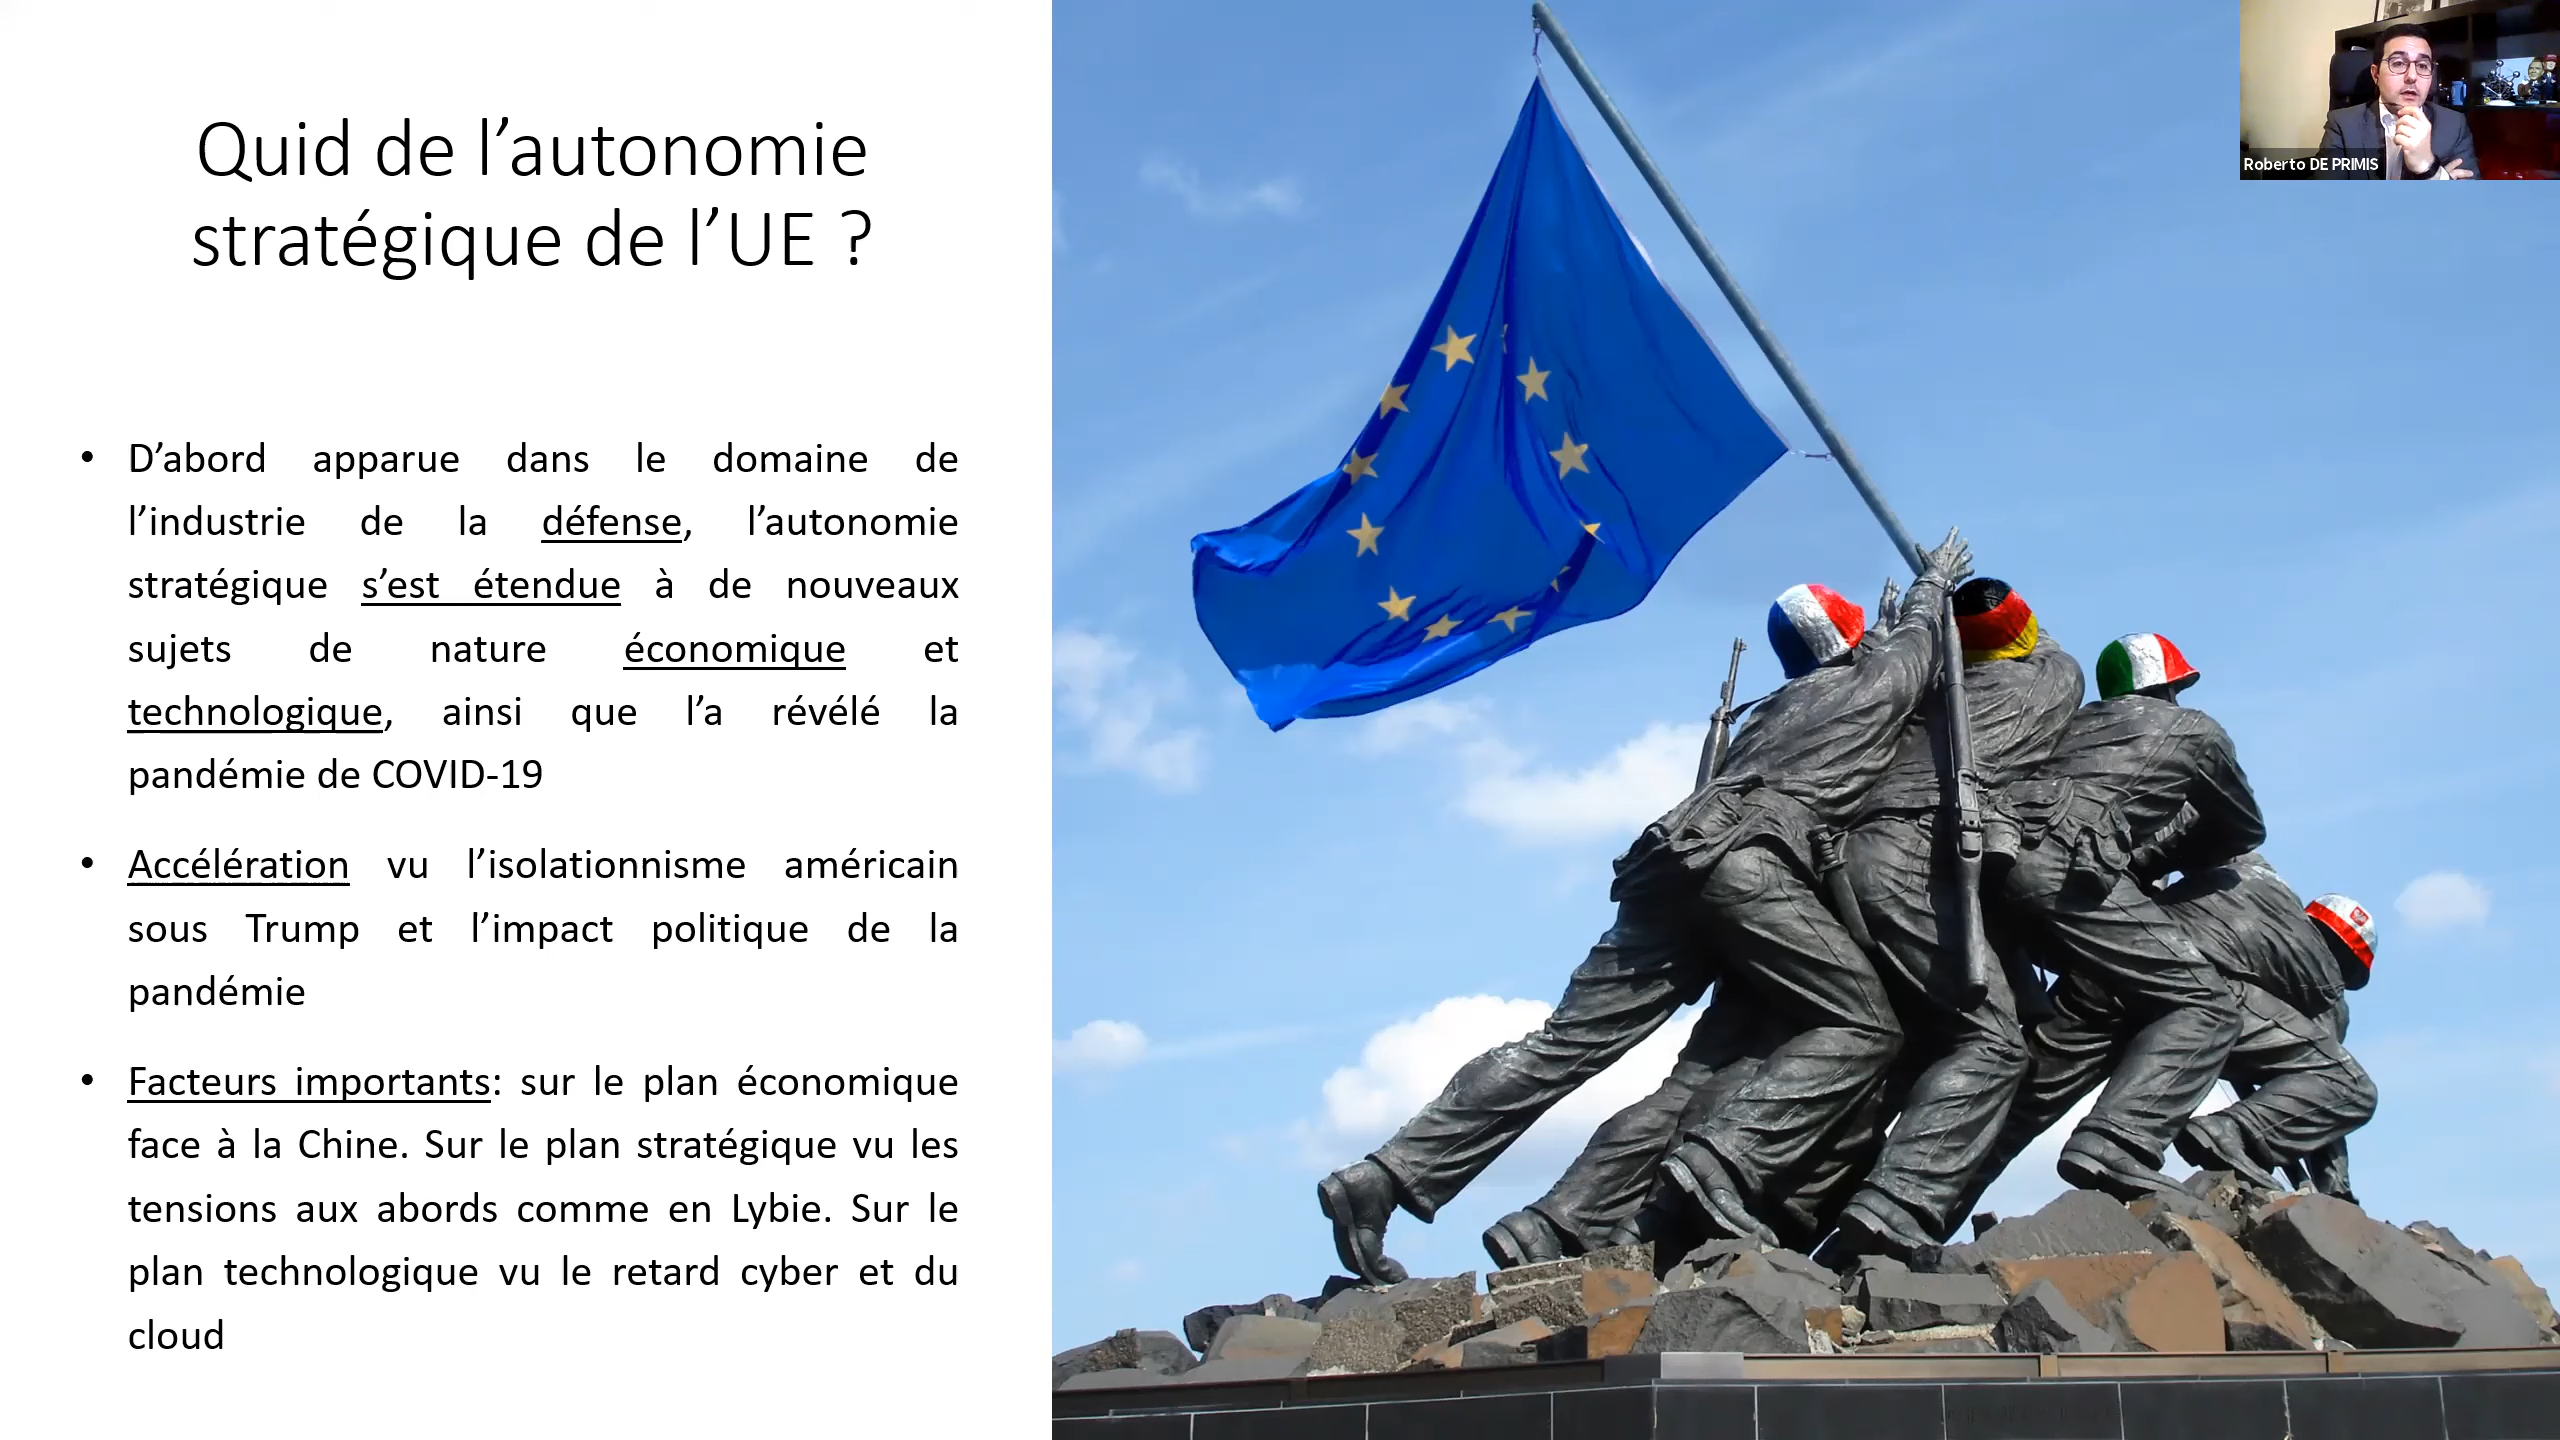 Quid de l’autonomie
stratégique de l’UE ?
• D’abord apparue dans le domaine de
l’industrie de la défense, l’autonomie
stratégique s’est étendue à de nouveaux
sujets de nature économique et
technologique, ainsi que l’a révélé la
pandémie de COVID-19
• Accélération vu l’isolationnisme américain
sous Trump et l’impact politique de la
pandémie
• Facteurs importants: sur le plan économique
face à la Chine. Sur le plan stratégique vu les
tensions aux abords comme en Lybie. Sur le
plan technologique vu le retard cyber et du
cloud
Roberto DE PRIMIS